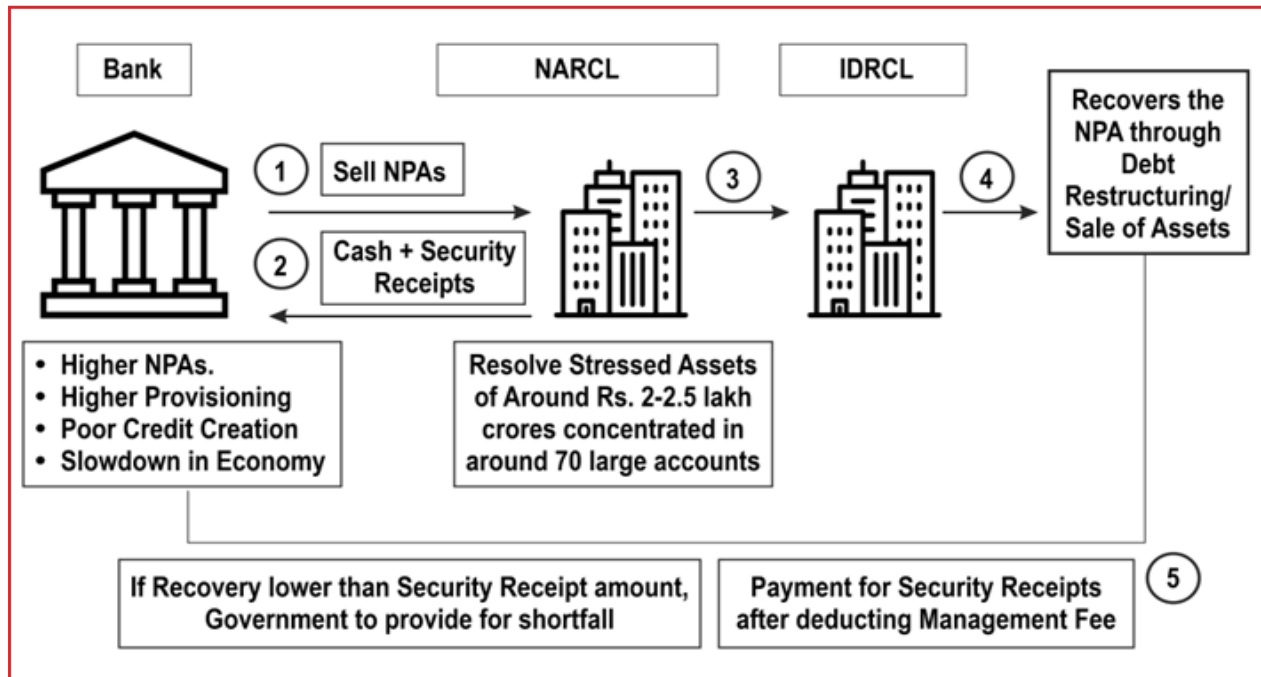 Bank
NARCL
IDRCL
Recovers the
NPA through
Debt
Restructuring/
Sale of Assets
1
Sell NPAs
2
Cash + Security
Receipts
3
4
• Higher NPAs.
• Higher Provisioning
• Poor Credit Creation
• Slowdown in Economy
Resolve Stressed Assets
of Around Rs. 2-2.5 lakh
crores concentrated in
around 70 large accounts
If Recovery lower than Security Receipt amount,
Government to provide for shortfall
Payment for Security Receipts
after deducting Management Fee
5